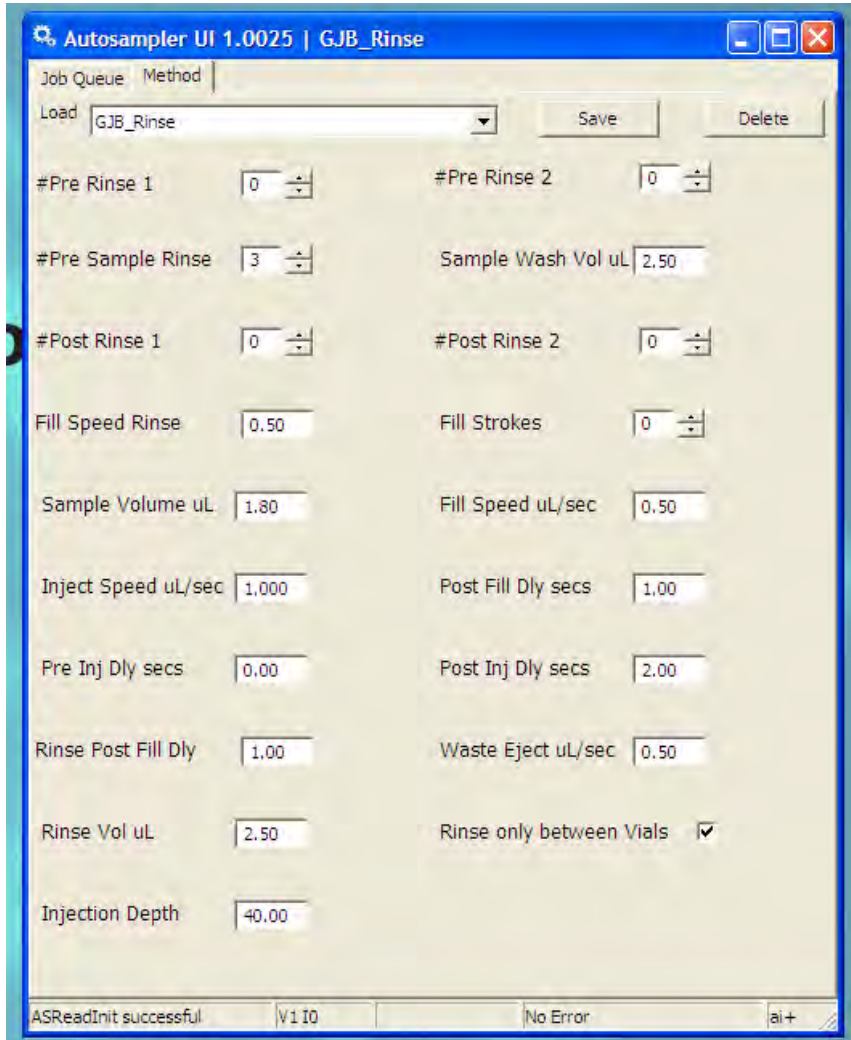 Autosampler UI 1.0025 | GJB_Rinse
Job Queue Method
Load GJB_Rinse Save Delete
#Pre Rinse 1 0 #Pre Rinse 2 0
#Pre Sample Rinse 3 Sample Wash Vol uL 2.50
#Post Rinse 1 0 #Post Rinse 2 0
Fill Speed Rinse 0.50 Fill Strokes 0
Sample Volume uL 1.80 Fill Speed uL/sec 0.50
Inject Speed uL/sec 1.000 Post Fill Dly secs 1.00
Pre Inj Dly secs 0.00 Post Inj Dly secs 2.00
Rinse Post Fill Dly 1.00 Waste Eject uL/sec 0.50
Rinse Vol uL 2.50 Rinse only between Vials
Injection Depth 40.00
ASReadInit successful V1 I0 No Error ai+